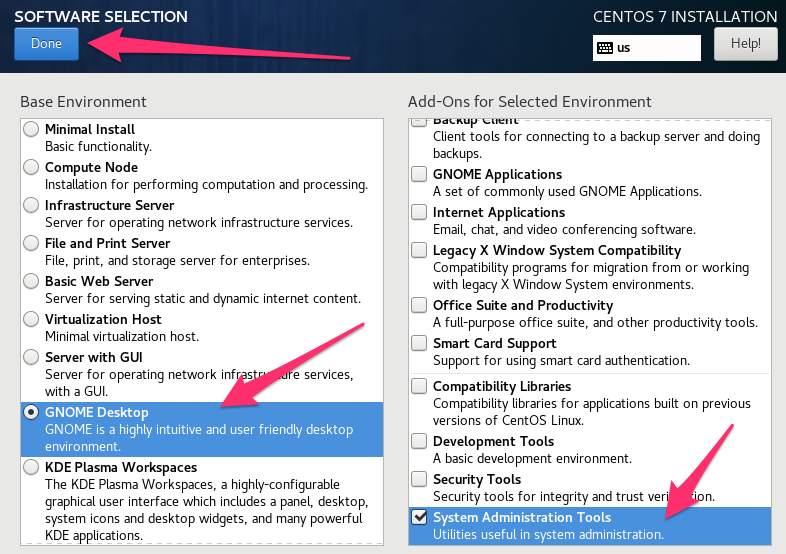 SOFTWARE SELECTION
CENTOS 7 INSTALLATION
Done
us
Help!
Base Environment
Minimal Install
Basic functionality.
Compute Node
Installation for performing computation and processing.
Infrastructure Server
Server for operating network infrastructure services.
File and Print Server
File, print, and storage server for enterprises.
Basic Web Server
Server for serving static and dynamic internet content.
Virtualization Host
Minimal virtualization host.
Server with GUI
Server for operating network infrastructure services,
with a GUI.
GNOME Desktop
GNOME is a highly intuitive and user friendly desktop
environment.
KDE Plasma Workspaces
The KDE Plasma Workspaces, a highly-configurable
graphical user interface which includes a panel, desktop,
system icons and desktop widgets, and many powerful
KDE applications.
Add-Ons for Selected Environment
Backup Client
Client tools for connecting to a backup server and doing
backups.
GNOME Applications
A set of commonly used GNOME Applications.
Internet Applications
Email, chat, and video conferencing software.
Legacy X Window System Compatibility
Compatibility programs for migration from or working
with legacy X Window System environments.
Office Suite and Productivity
A full-purpose office suite, and other productivity tools.
Smart Card Support
Support for using smart card authentication.
Compatibility Libraries
Compatibility libraries for applications built on previous
versions of CentOS Linux.
Development Tools
A basic development environment.
Security Tools
Security tools for integrity and trust verification.
System Administration Tools
Utilities useful in system administration.